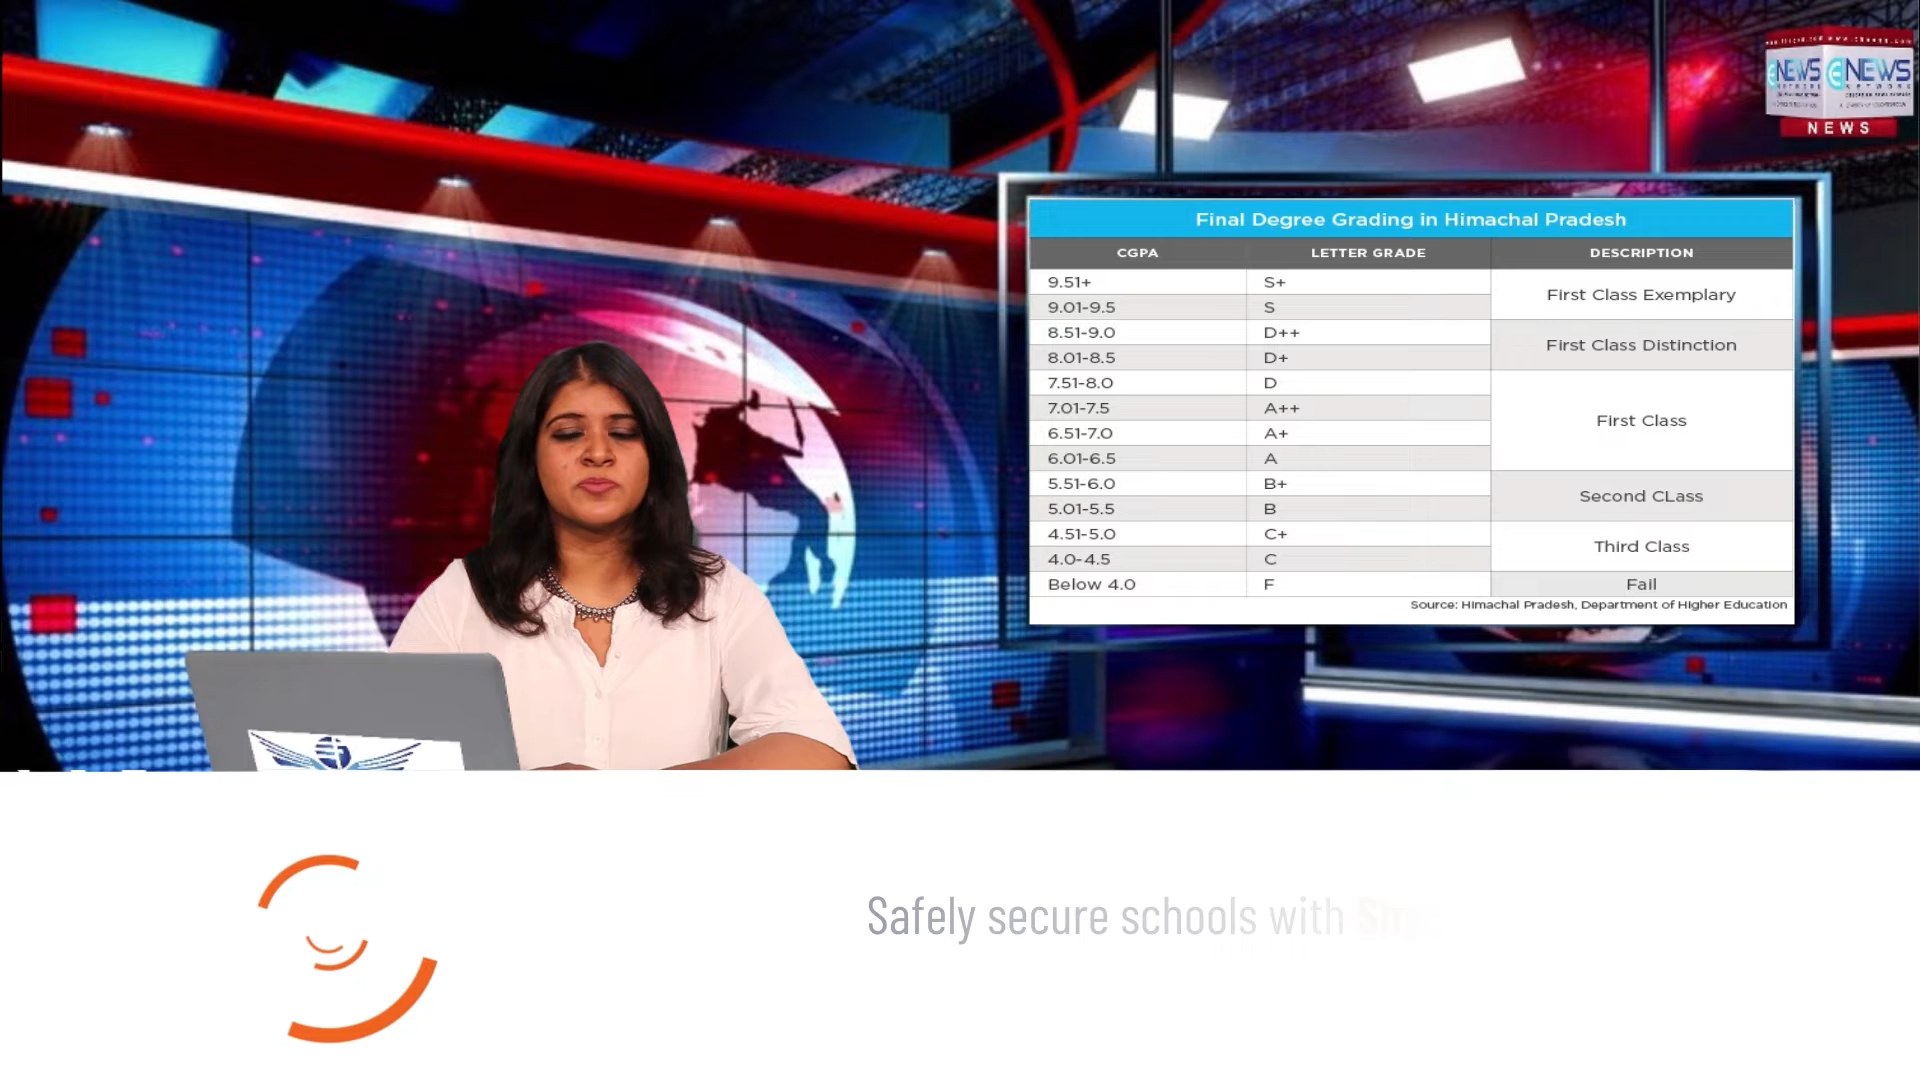 NEWS
NETWORK
NEWS
NETWORK
NEWS
Final Degree Grading in Himachal Pradesh
CGPA LETTER GRADE DESCRIPTION
9.51+ S+ First Class Exemplary
9.01-9.5 S
8.51-9.0 D++ First Class Distinction
8.01-8.5 D+
7.51-8.0 D First Class
7.01-7.5 A++
6.51-7.0 A+
6.01-6.5 A
5.51-6.0 B+ Second CLass
5.01-5.5 B
4.51-5.0 C+ Third Class
4.0-4.5 C
Below 4.0 F Fail
Source: Himachal Pradesh, Department of Higher Education
Safely secure schools with